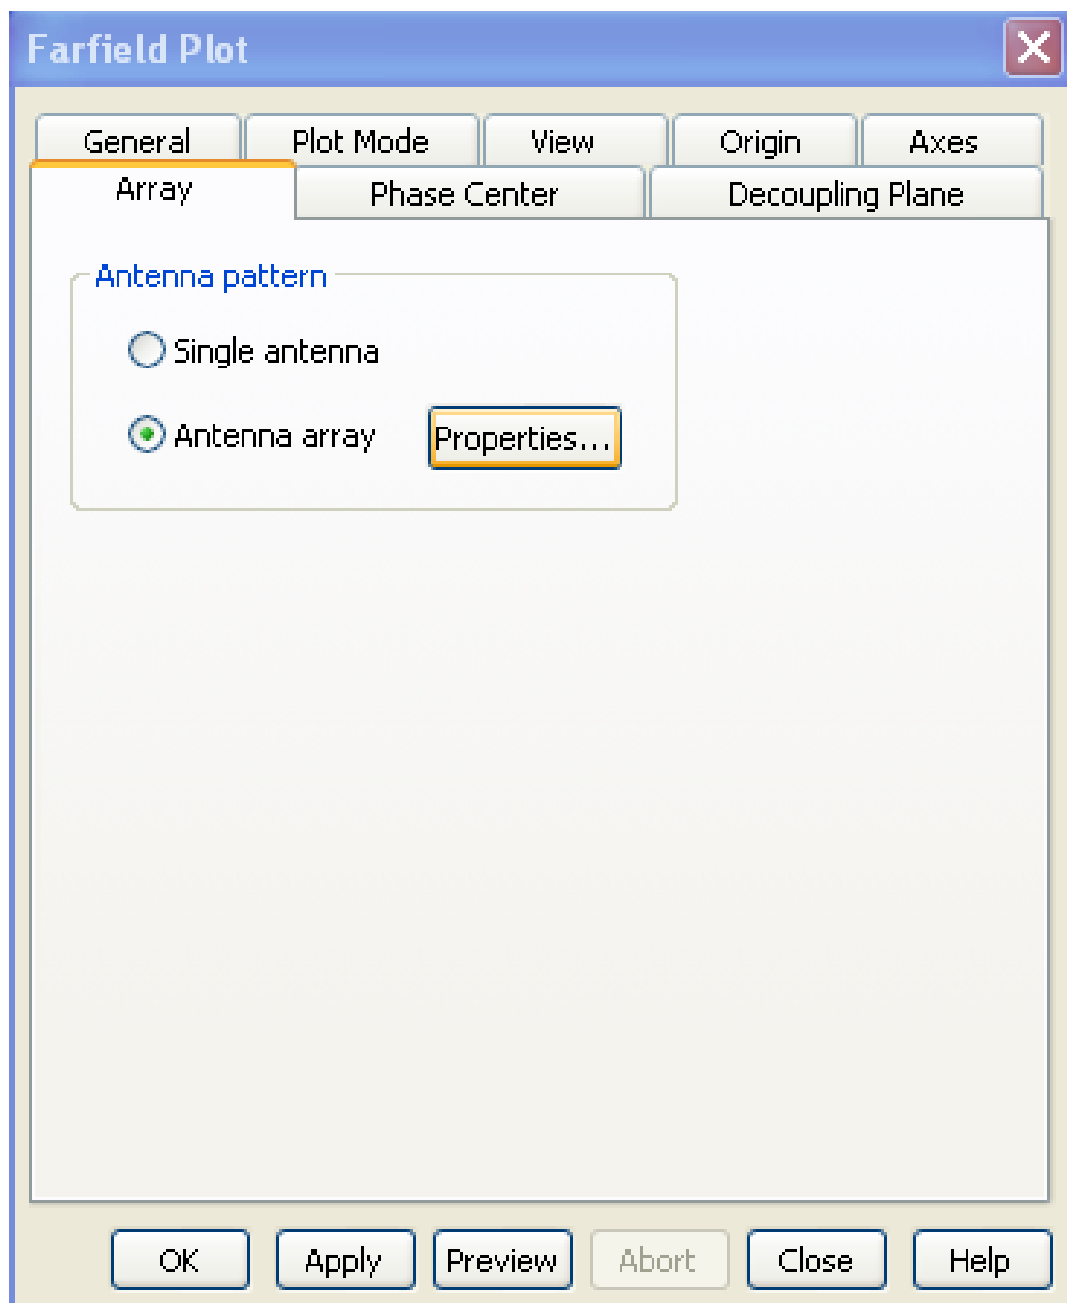 Farfield Plot
General Plot Mode View Origin Axes
Array Phase Center Decoupling Plane
Antenna pattern
Single antenna
Antenna array Properties...
OK Apply Preview Abort Close Help